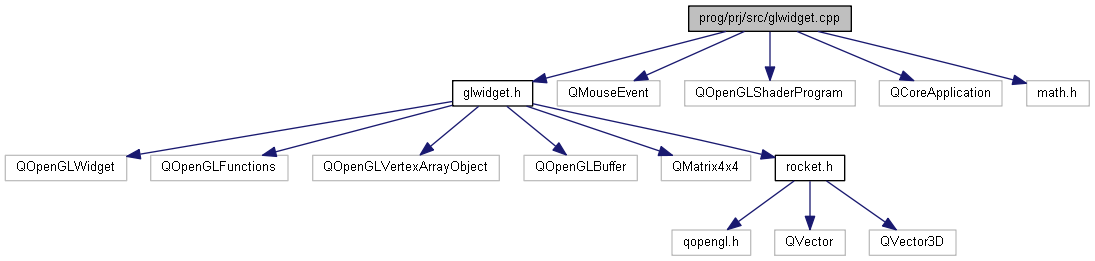 prog/prj/src/glwidget.cpp
glwidget.h
QMouseEvent
QOpenGLShaderProgram
QCoreApplication
math.h
QOpenGLWidget
QOpenGLFunctions
QOpenGLVertexArrayObject
QOpenGLBuffer
QMatrix4x4
rocket.h
qopengl.h
QVector
QVector3D